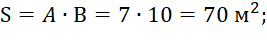 S = A · B = 7 · 10 = 70 м²;